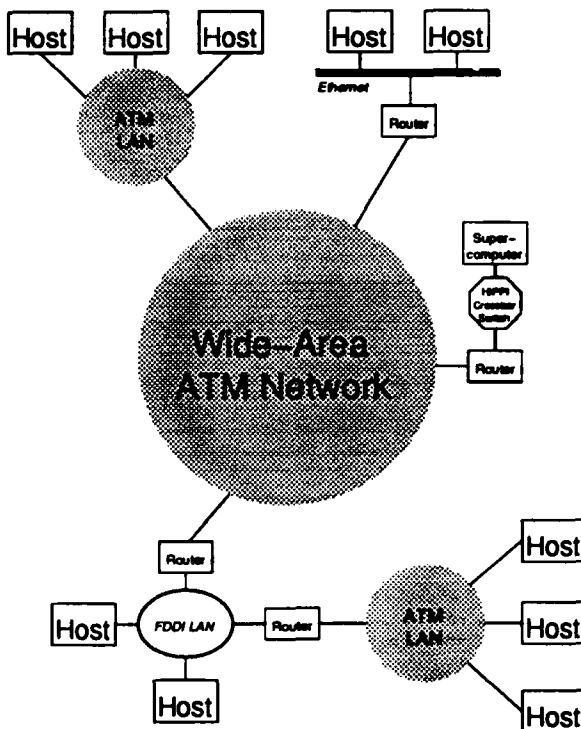 Host Host Host
Host Host
Ethernet
ATM
LAN
Router
Super-
computer
HIPPI
Crossbar
Switch
Router
Wide-Area
ATM Network
Router
Host
FDDI LAN
Router
ATM
LAN
Host
Host
Host
Host